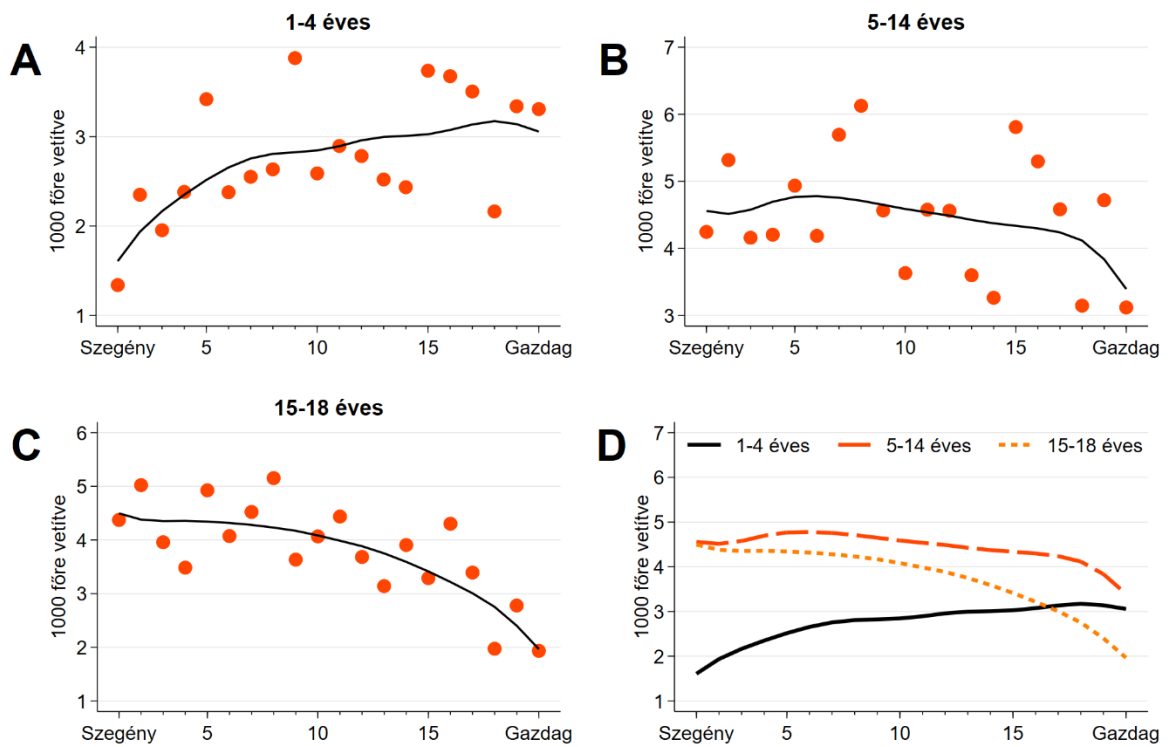 A
1-4 éves
1000 főre vetítve
4
3
2
1
Szegény 5 10 15 Gazdag
B
5-14 éves
1000 főre vetítve
7
6
5
4
3
Szegény 5 10 15 Gazdag
C
15-18 éves
1000 főre vetítve
6
5
4
3
2
1
Szegény 5 10 15 Gazdag
D
1-4 éves 5-14 éves 15-18 éves
1000 főre vetítve
7
6
5
4
3
2
1
Szegény 5 10 15 Gazdag